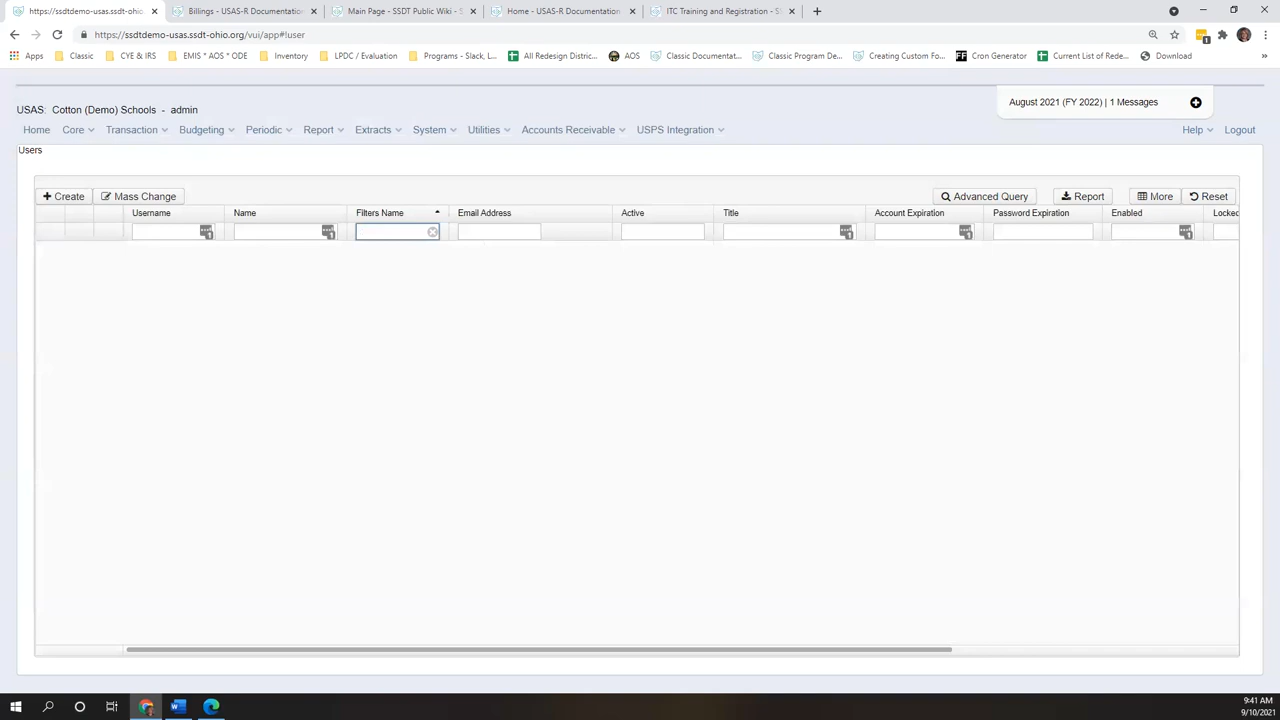 https://ssdtdemo-usas.ssdt-ohio.
Billings - USAS-R Documentation
Main Page - SSDT Public Wiki - S
Home - USAS-R Documentation
ITC Training and Registration - S
https://ssdtdemo-usas.ssdt-ohio.org/vui/app#!user
Apps
Classic
CYE & IRS
EMIS * AOS * ODE
LPDC / Evaluation
Programs - Slack, L...
Inventory
All Redesign Distric...
AOS
Classic Documentat...
Classic Program De...
Creating Custom Fo...
Cron Generator
Current List of Rede...
Download
»
USAS: Cotton (Demo) Schools - admin
August 2021 (FY 2022) | 1 Messages
Home Core Transaction Budgeting Periodic Report Extracts System Utilities Accounts Receivable USPS Integration Help Logout
Users
Create Mass Change Advanced Query Report More Reset
Username Name Filters Name Email Address Active Title Account Expiration Password Expiration Enabled Locked
9:41 AM
9/10/2021